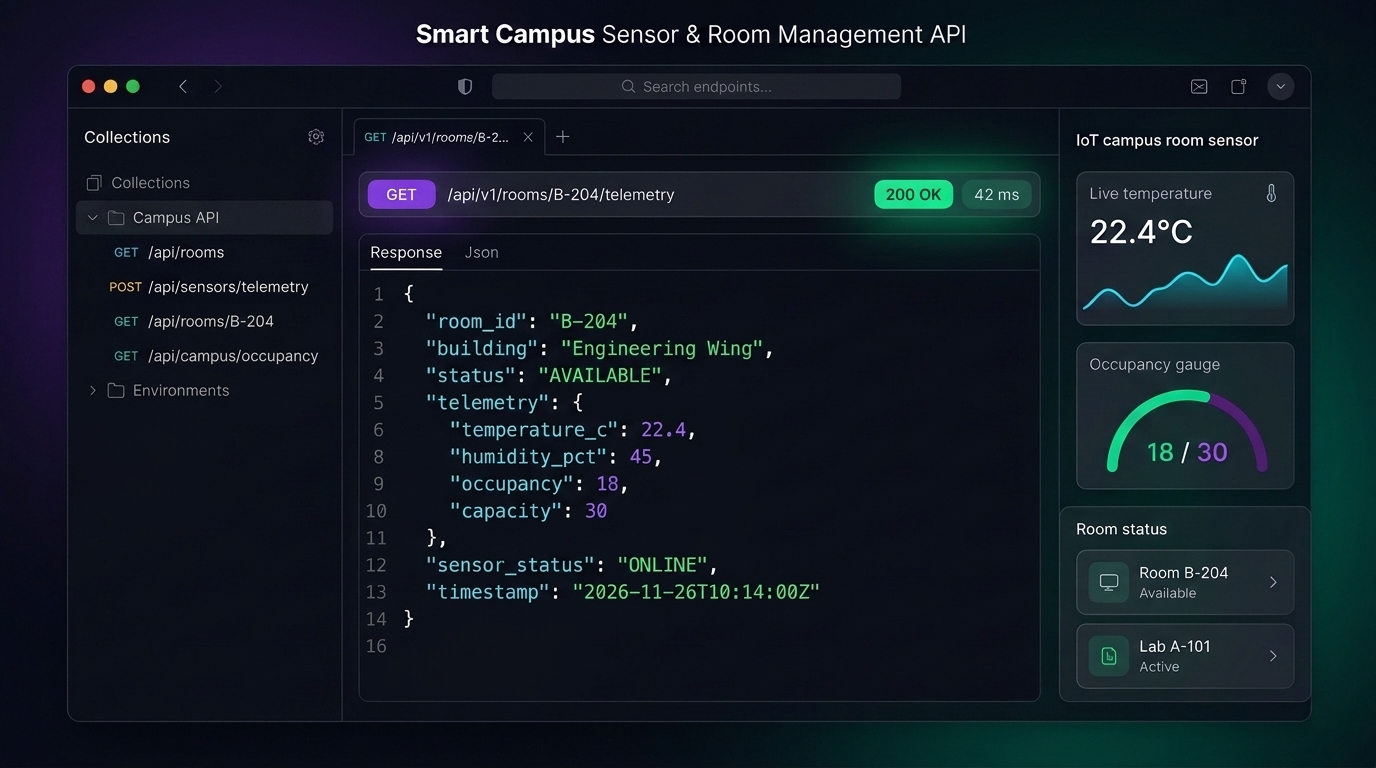 Smart Campus Sensor & Room Management API
Search endpoints...
Collections
Collections
Campus API
GET /api/rooms
POST /api/sensors/telemetry
GET /api/rooms/B-204
GET /api/campus/occupancy
Environments
GET /api/v1/rooms/B-2...
GET /api/v1/rooms/B-204/telemetry 200 OK 42 ms
Response Json
1 {
2 "room_id": "B-204",
3 "building": "Engineering Wing",
4 "status": "AVAILABLE",
5 "telemetry": {
6 "temperature_c": 22.4,
8 "humidity_pct": 45,
9 "occupancy": 18,
10 "capacity": 30
11 },
12 "sensor_status": "ONLINE",
13 "timestamp": "2026-11-26T10:14:00Z"
14 }
16
IoT campus room sensor
Live temperature
22.4°C
Occupancy gauge
18 / 30
Room status
Room B-204
Available
Lab A-101
Active